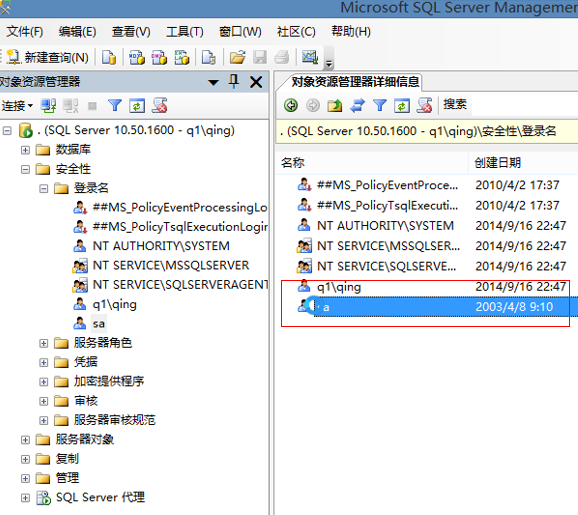 Microsoft SQL Server Managemen
文件(F) 编辑(E) 查看(V) 工具(T) 窗口(W) 社区(C) 帮助(H)
新建查询(N)
对象资源管理器
连接
. (SQL Server 10.50.1600 - q1\qing)
数据库
安全性
登录名
##MS_PolicyEventProcessingLo
##MS_PolicyTsqlExecutionLogin
NT AUTHORITY\SYSTEM
NT SERVICE\MSSQLSERVER
NT SERVICE\SQLSERVERAGENT
q1\qing
sa
服务器角色
凭据
加密提供程序
审核
服务器审核规范
服务器对象
复制
管理
SQL Server 代理
对象资源管理器详细信息
搜索
. (SQL Server 10.50.1600 - q1\qing)\安全性\登录名
名称 创建日期
##MS_PolicyEventProce... 2010/4/2 17:37
##MS_PolicyTsqlExecuti... 2010/4/2 17:37
NT AUTHORITY\SYSTEM 2014/9/16 22:47
NT SERVICE\MSSQLSER... 2014/9/16 22:47
NT SERVICE\SQLSERVE... 2014/9/16 22:47
q1\qing 2014/9/16 22:47
a 2003/4/8 9:10